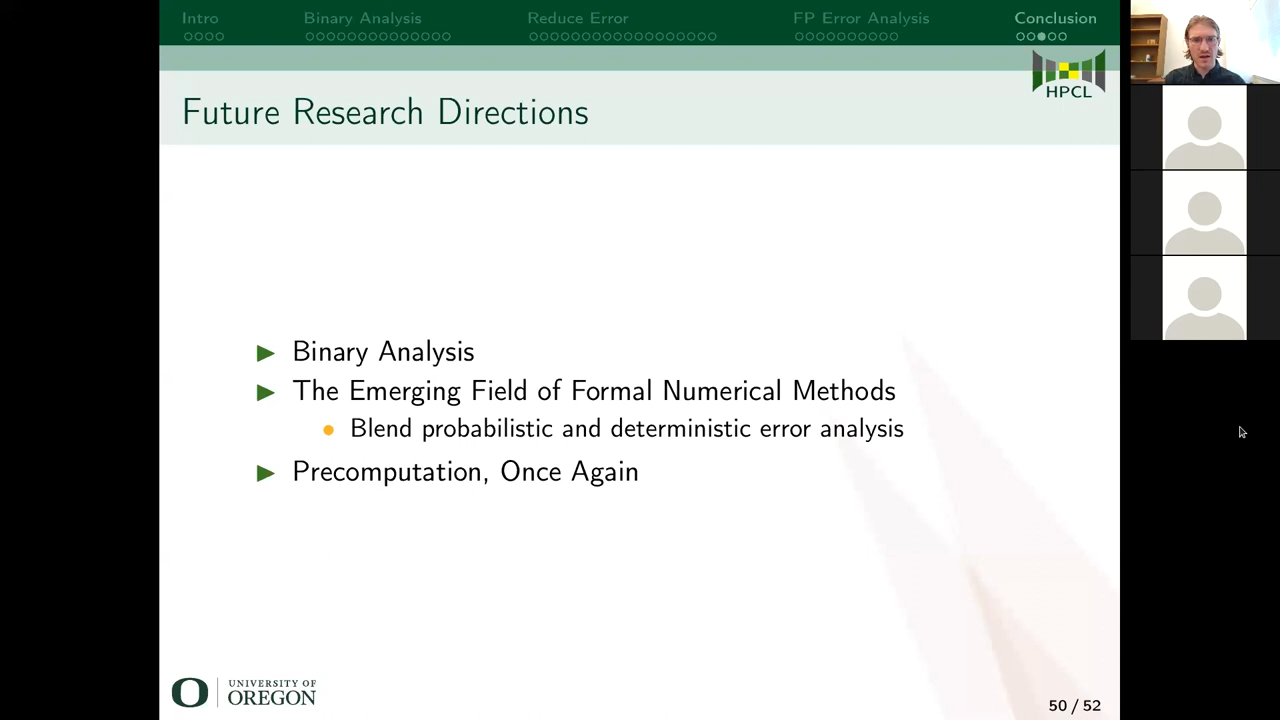 Intro Binary Analysis Reduce Error FP Error Analysis Conclusion
HPCL
Future Research Directions
Binary Analysis
The Emerging Field of Formal Numerical Methods
Blend probabilistic and deterministic error analysis
Precomputation, Once Again
O UNIVERSITY OF
OREGON
50 / 52